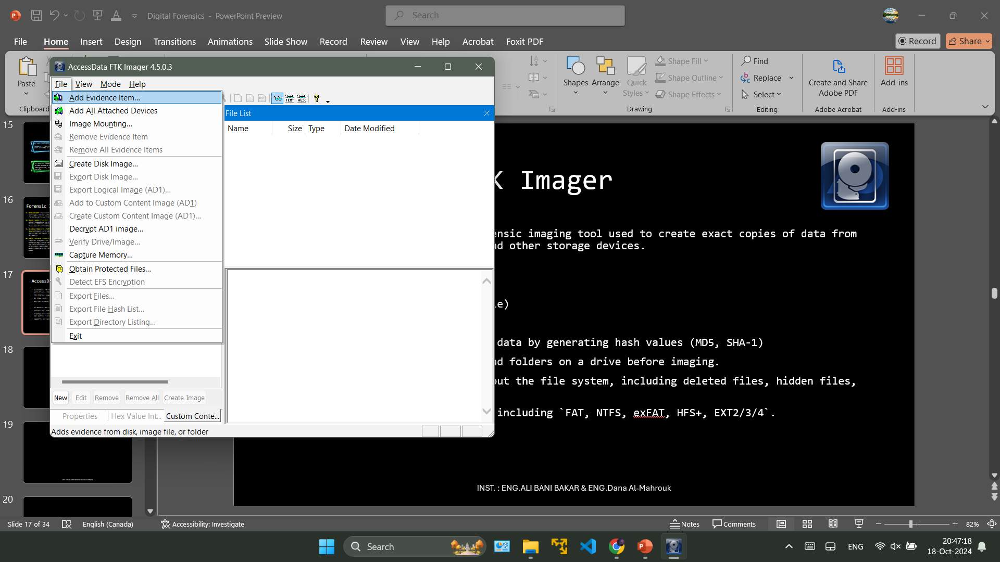 Digital Forensics - PowerPoint Preview
Search
File Home Insert Design Transitions Animations Slide Show Record Review View Help Acrobat Foxit PDF
Record Share
Paste
Clipboard
Shapes
Arrange
Quick
Styles
Shape Fill
Shape Outline
Shape Effects
Drawing
Find
Replace
Select
Editing
Create and Share
Adobe PDF
Adobe Acrobat
Add-ins
Add-ins
AccessData FTK Imager 4.5.0.3
File View Mode Help
Add Evidence Item...
Add All Attached Devices
Image Mounting...
Remove Evidence Item
Remove All Evidence Items
Create Disk Image...
Export Disk Image...
Export Logical Image (AD1)...
Add to Custom Content Image (AD1)
Create Custom Content Image (AD1)...
Decrypt AD1 image...
Verify Drive/Image...
Capture Memory...
Obtain Protected Files...
Detect EFS Encryption
Export Files...
Export File Hash List...
Export Directory Listing...
Exit
TEXT HEX
File List
Name Size Type Date Modified
New Edit Remove Remove All Create Image
Properties Hex Value Int... Custom Conte...
Adds evidence from disk, image file, or folder
15
16
17
18
19
20
K Imager
ensic imaging tool used to create exact copies of data from
nd other storage devices.
le)
data by generating hash values (MD5, SHA-1)
nd folders on a drive before imaging.
out the file system, including deleted files, hidden files,
including `FAT, NTFS, exFAT, HFS+, EXT2/3/4`.
INST. : ENG.ALI BANI BAKAR & ENG.Dana Al-Mahrouk
Slide 17 of 34 English (Canada) Accessibility: Investigate Notes Comments 82%
Search
ENG
20:47:18
18-Oct-2024